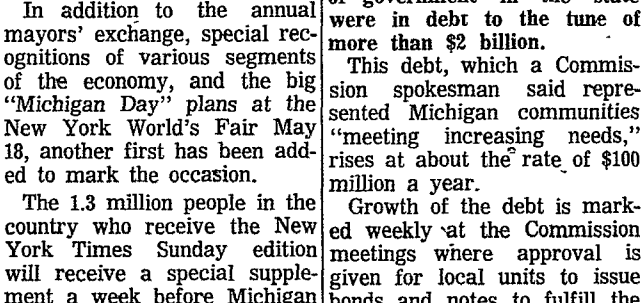 In addition to the annual
mayors' exchange, special rec-
ognitions of various segments
of the economy, and the big
"Michigan Day" plans at the
New York World's Fair May
18, another first has been add-
ed to mark the occasion.
The 1.3 million people in the
country who receive the New
York Times Sunday edition
will receive a special supple-
ment a week before Michigan
of government in the state
were in debt to the tune of
more than $2 billion.
This debt, which a Commis-
sion spokesman said repre-
sented Michigan communities
"meeting increasing needs,"
rises at about the rate of $100
million a year.
Growth of the debt is mark-
ed weekly at the Commission
meetings where approval is
given for local units to issue
bonds and notes to fulfill the